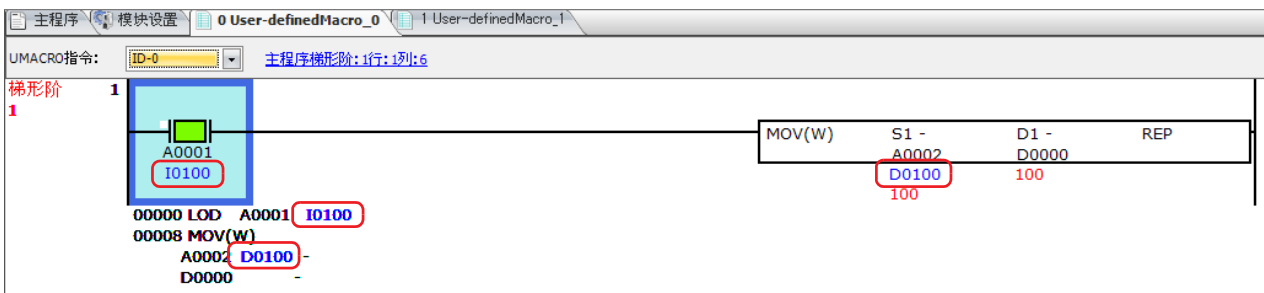 主程序 模块设置 0 User-definedMacro_0 1 User-definedMacro_1
UMACRO指令: ID-0 主程序梯形阶:1行:1列:6
梯形阶 1
1
MOV(W) S1 - D1 - REP
A0001 A0002 D0000
I0100 D0100 100
100
00000 LOD A0001 I0100
00008 MOV(W)
A0002 D0100 -
D0000 -